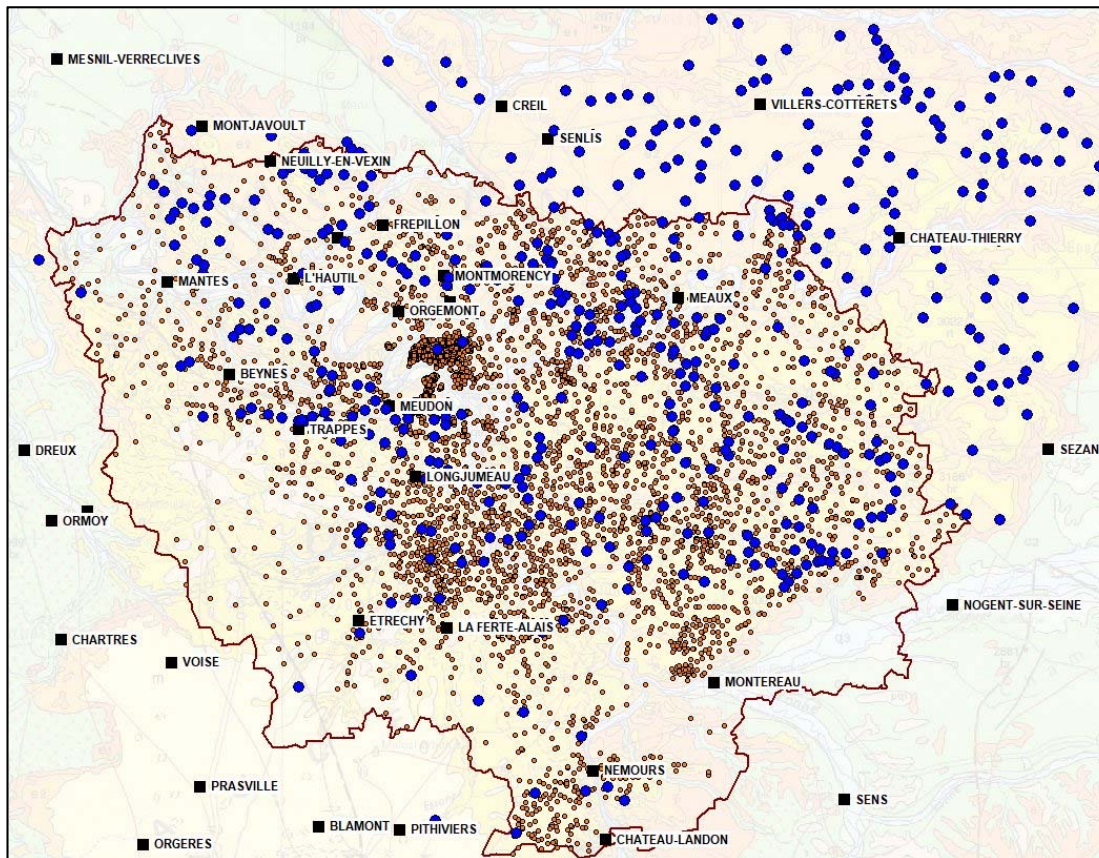 MESNIL-VERRECLIVES
CREIL
VILLERS-COTTERETS
MONTJAVOULT
SENLIS
NEUILLY-EN-VEXIN
FREPILLON
CHATEAU-THIERRY
MANTES
L'HAUTIL
MONTMORENCY
MEAUX
ORGEMONT
BEYNES
MEUDON
TRAPPES
DREUX
SEZAN
LONGJUMEAU
ORMOY
NOGENT-SUR-SEINE
ETRECHY
LA FERTE-ALAIS
CHARTRES
VOISE
MONTEREAU
NEMOURS
PRASVILLE
SENS
BLAMONT
PITHIVIERS
CHATEAU-LANDON
ORGERES